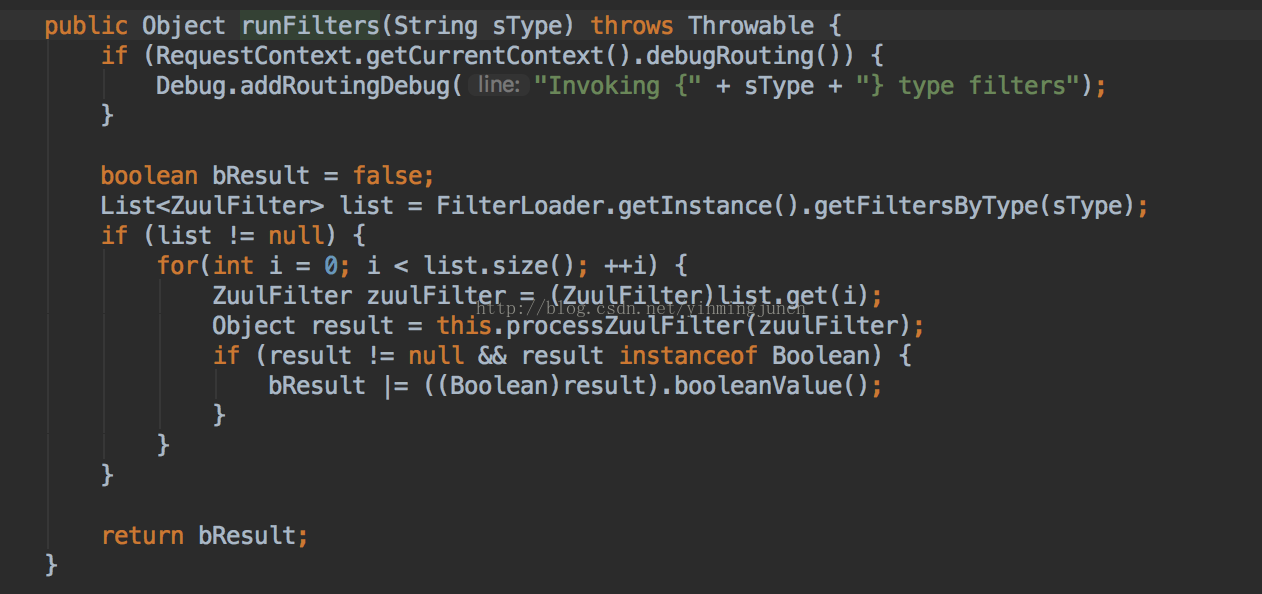 public Object runFilters(String sType) throws Throwable {
    if (RequestContext.getCurrentContext().debugRouting()) {
        Debug.addRoutingDebug( line: "Invoking {" + sType + "} type filters");
    }

    boolean bResult = false;
    List<ZuulFilter> list = FilterLoader.getInstance().getFiltersByType(sType);
    if (list != null) {
        for(int i = 0; i < list.size(); ++i) {
            ZuulFilter zuulFilter = (ZuulFilter)list.get(i);
http://blog.csdn.net/yinmingjunch
            Object result = this.processZuulFilter(zuulFilter);
            if (result != null && result instanceof Boolean) {
                bResult |= ((Boolean)result).booleanValue();
            }
        }
    }

    return bResult;
}